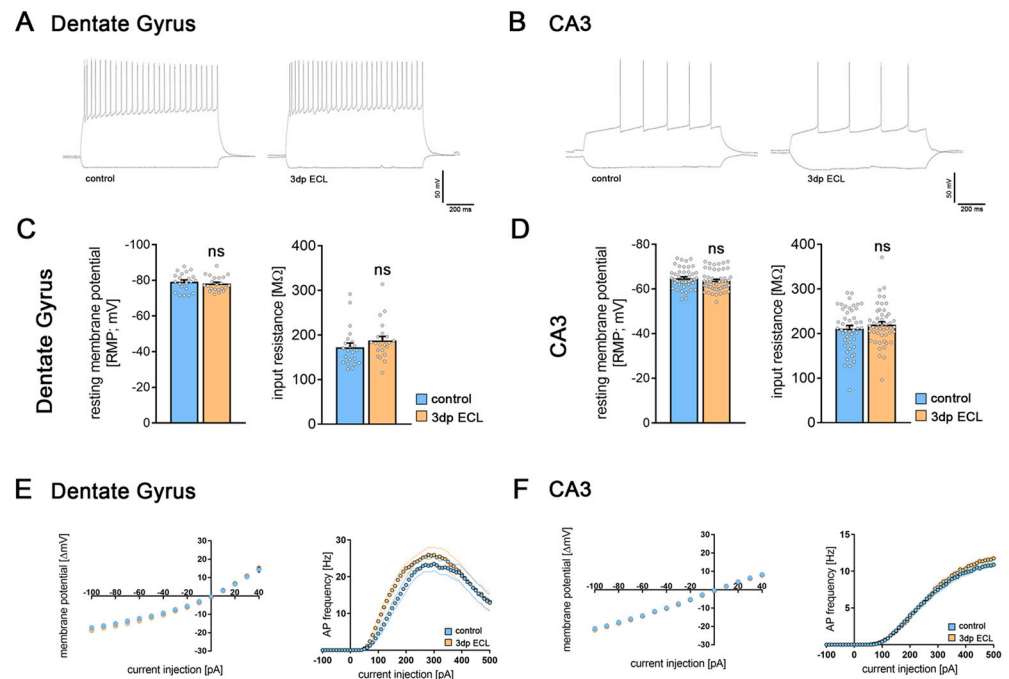 A Dentate Gyrus
control
3dp ECL
50 mV
200 ms
B CA3
control
3dp ECL
50 mV
200 ms
C
Dentate Gyrus
resting membrane potential
[RMP; mV]
-100
-80
-60
-40
-20
0
ns
input resistance [MΩ]
400
300
200
100
0
ns
control
3dp ECL
D
CA3
resting membrane potential
[RMP; mV]
-80
-60
-40
-20
0
ns
input resistance [MΩ]
400
300
200
100
0
ns
control
3dp ECL
E Dentate Gyrus
membrane potential [ΔmV]
30
20
10
-100 -80 -60 -40 -20 0 20 40
-10
-20
-30
current injection [pA]
AP frequency [Hz]
30
20
10
-100 0 100 200 300 400 500
control
3dp ECL
current injection [pA]
F CA3
membrane potential [ΔmV]
30
20
10
-100 -80 -60 -40 -20 0 20 40
-10
-20
-30
current injection [pA]
AP frequency [Hz]
15
10
5
-100 0 100 200 300 400 500
control
3dp ECL
current injection [pA]